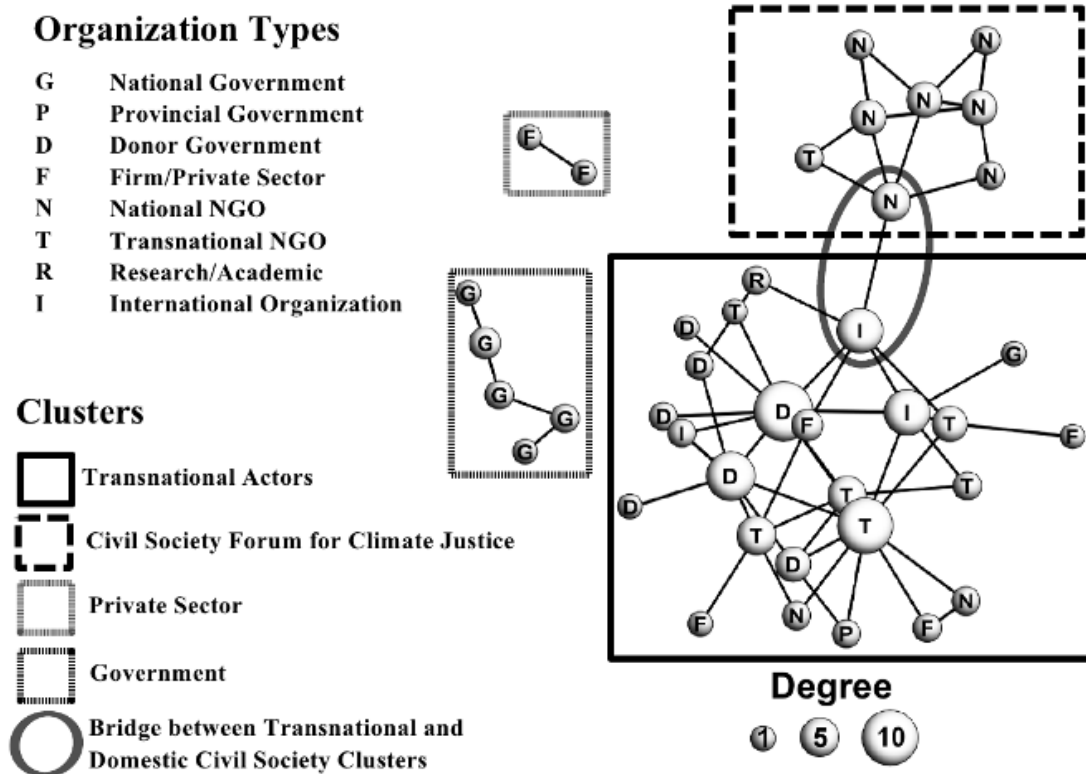 Organization Types
G National Government
P Provincial Government
D Donor Government
F Firm/Private Sector
N National NGO
T Transnational NGO
R Research/Academic
I International Organization
Clusters
Transnational Actors
Civil Society Forum for Climate Justice
Private Sector
Government
Bridge between Transnational and
Domestic Civil Society Clusters
F
F
G
G
G
G
G
N
N
N
N
N
T
N
N
R
T
D
I
D
G
D
I
D
F
I
T
F
D
T
T
D
T
T
D
F
N
P
F
N
Degree
1 5 10